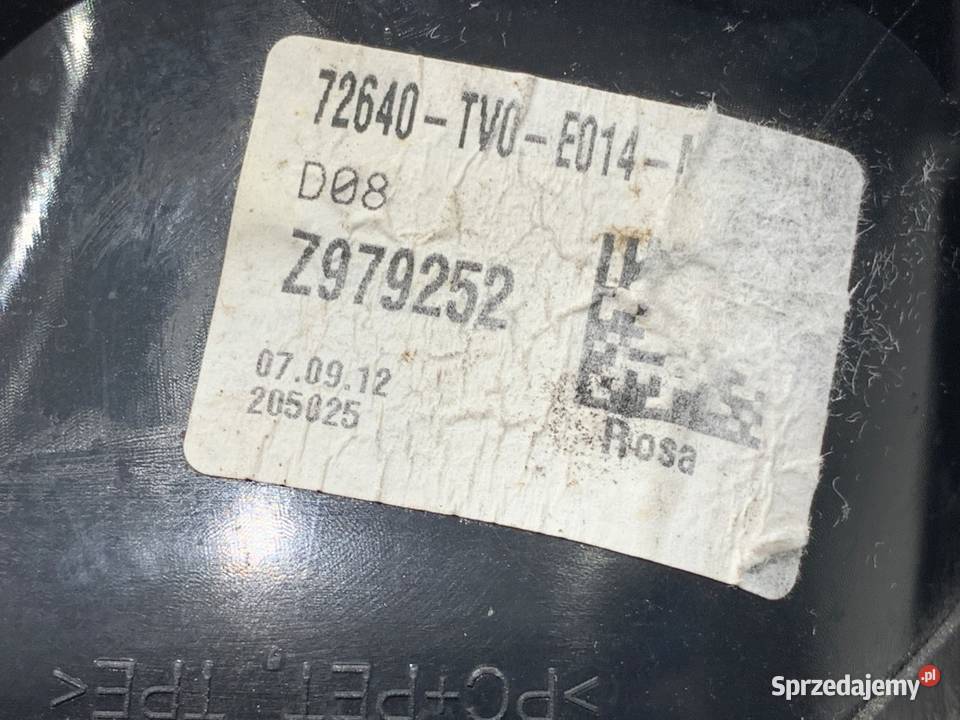 72640-TV0-E014-
D08
Z979252
07.09.12
205025
Rosa
>PC+PET, TPE<
Sprzedajemy.pl